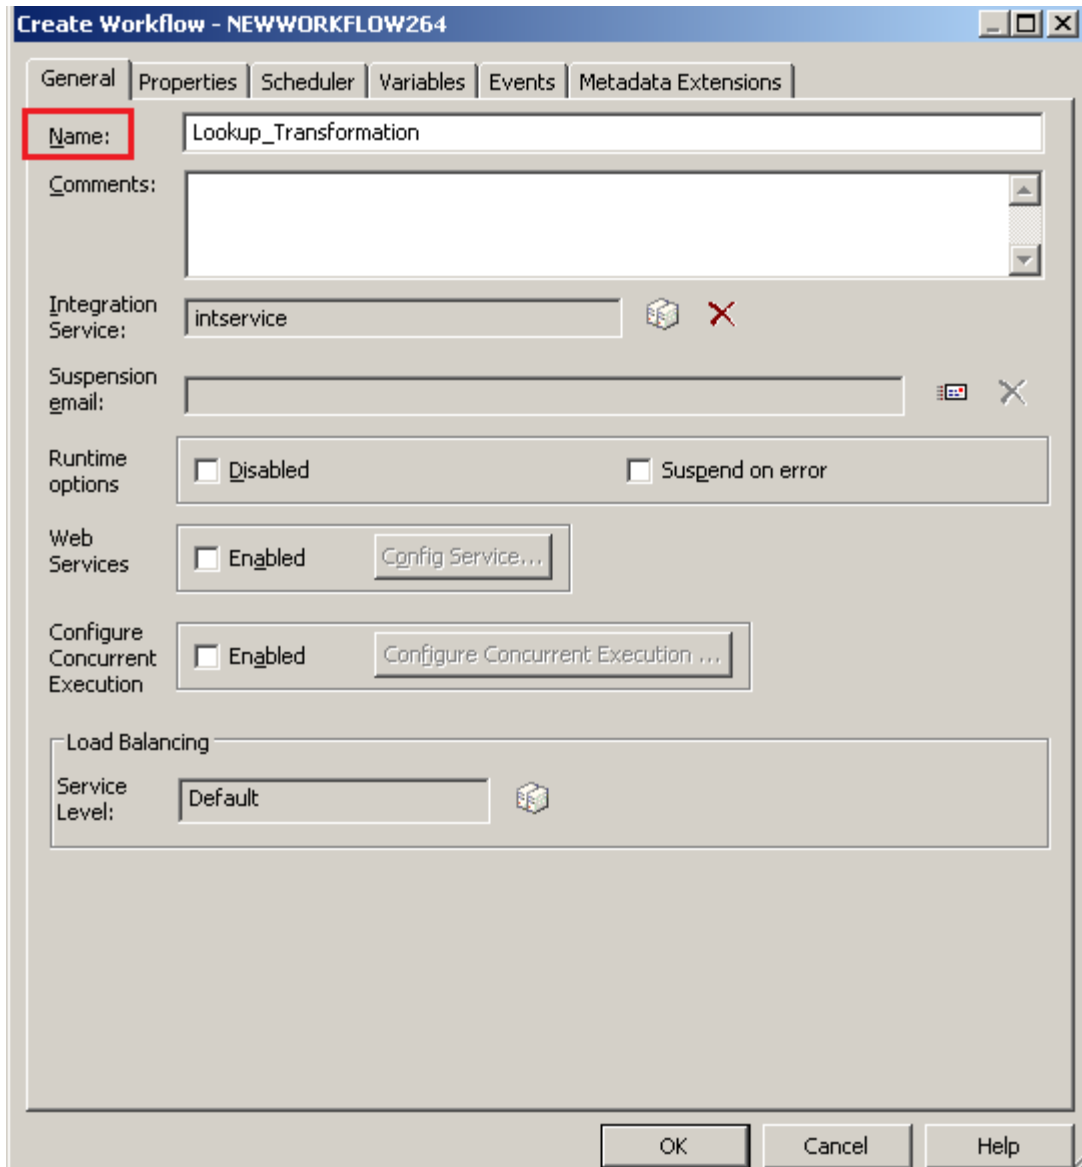 Create Workflow - NEWWORKFLOW264
General Properties Scheduler Variables Events Metadata Extensions
Name: Lookup_Transformation
Comments:
Integration
Service:
intservice
Suspension
email:
Runtime
options
Disabled Suspend on error
Web
Services
Enabled Config Service...
Configure
Concurrent
Execution
Enabled Configure Concurrent Execution ...
Load Balancing
Service
Level:
Default
OK Cancel Help